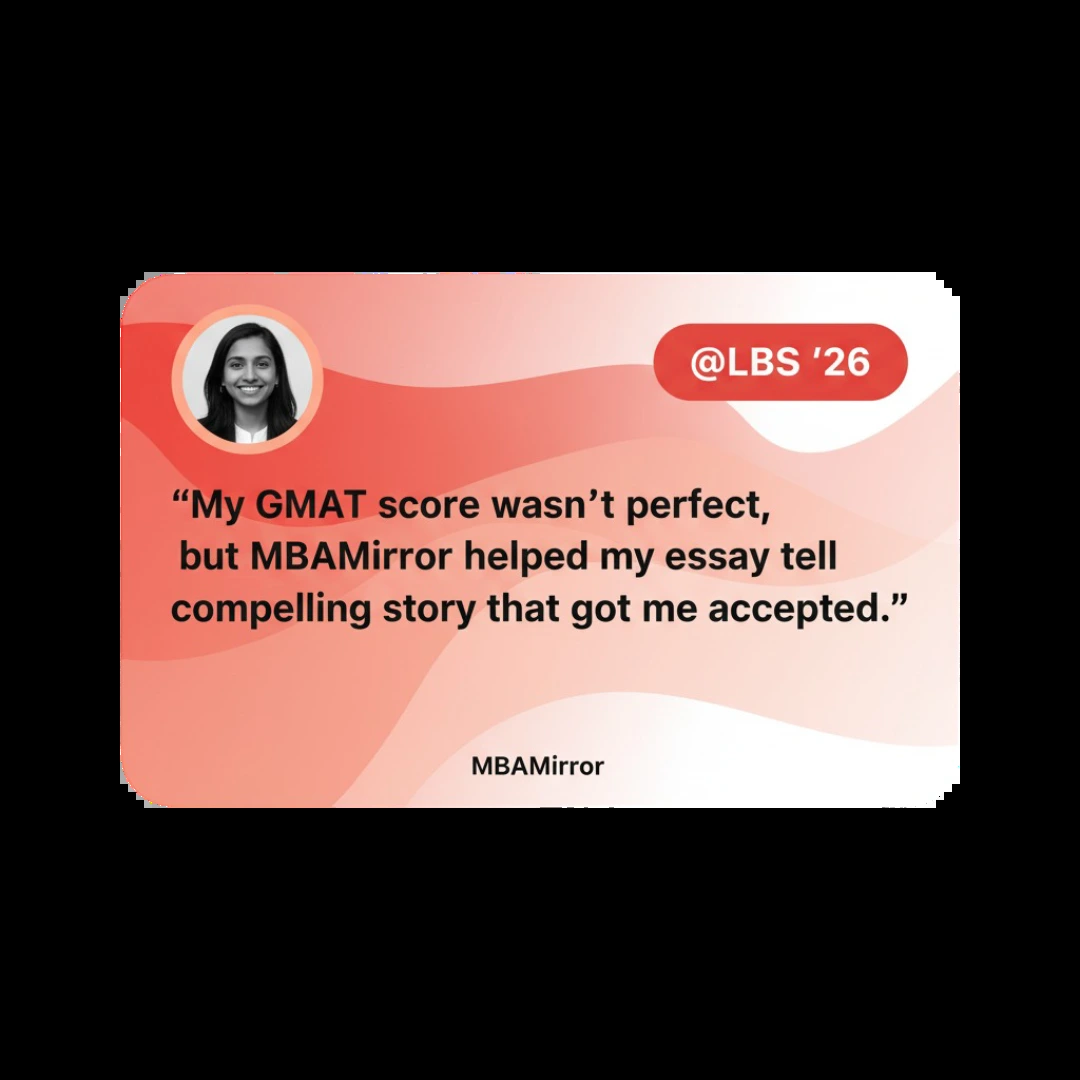 @LBS ’26
“My GMAT score wasn’t perfect,
but MBAMirror helped my essay tell
compelling story that got me accepted.”
MBAMirror